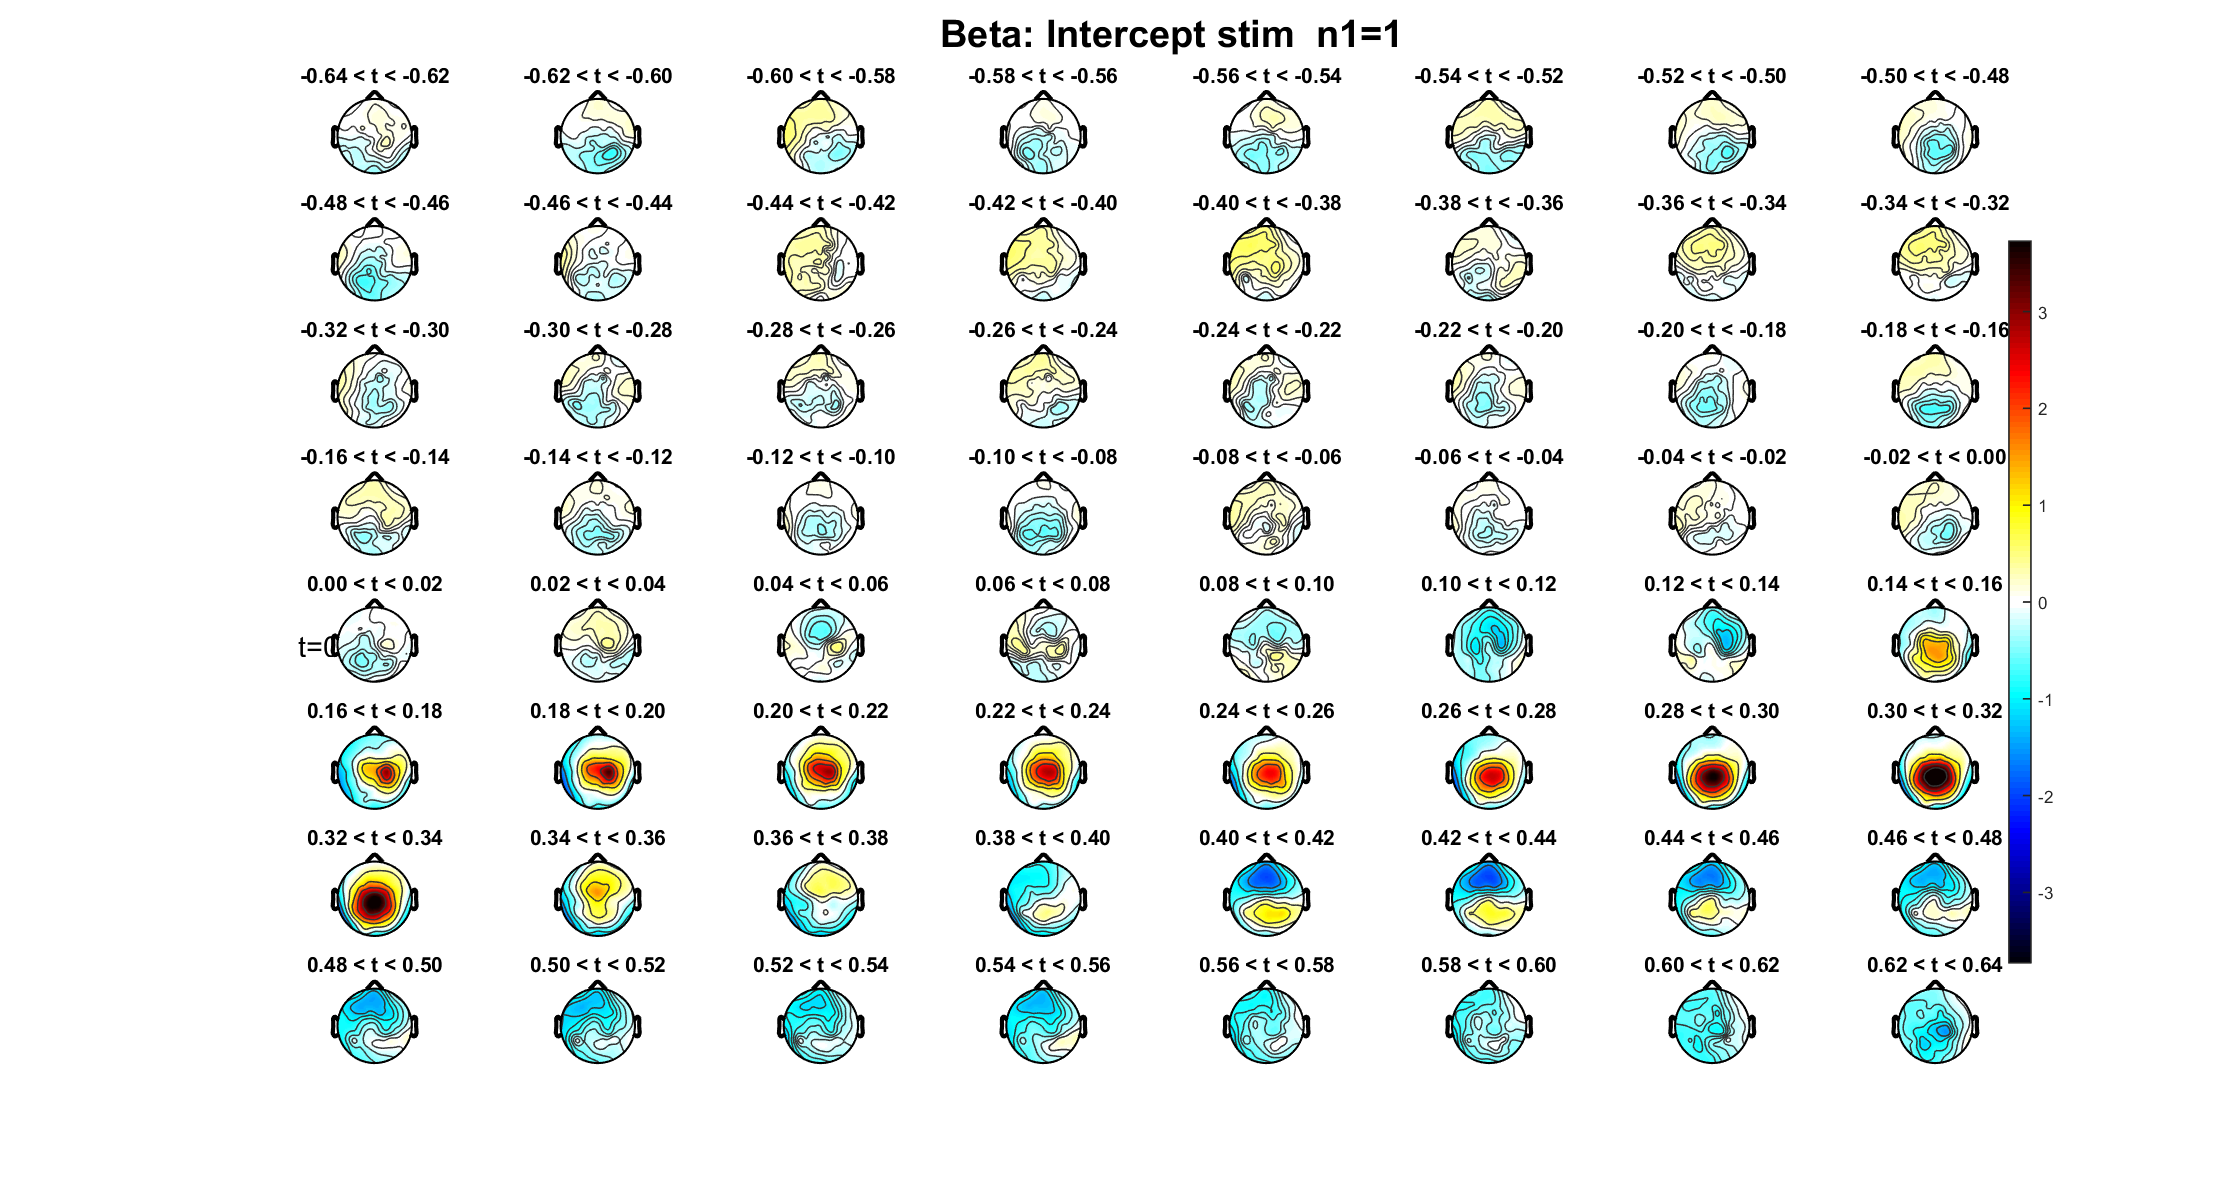 Beta: Intercept stim  n1=1
-0.64 < t < -0.62 -0.62 < t < -0.60 -0.60 < t < -0.58 -0.58 < t < -0.56 -0.56 < t < -0.54 -0.54 < t < -0.52 -0.52 < t < -0.50 -0.50 < t < -0.48
-0.48 < t < -0.46 -0.46 < t < -0.44 -0.44 < t < -0.42 -0.42 < t < -0.40 -0.40 < t < -0.38 -0.38 < t < -0.36 -0.36 < t < -0.34 -0.34 < t < -0.32
-0.32 < t < -0.30 -0.30 < t < -0.28 -0.28 < t < -0.26 -0.26 < t < -0.24 -0.24 < t < -0.22 -0.22 < t < -0.20 -0.20 < t < -0.18 -0.18 < t < -0.16
-0.16 < t < -0.14 -0.14 < t < -0.12 -0.12 < t < -0.10 -0.10 < t < -0.08 -0.08 < t < -0.06 -0.06 < t < -0.04 -0.04 < t < -0.02 -0.02 < t < 0.00
0.00 < t < 0.02 0.02 < t < 0.04 0.04 < t < 0.06 0.06 < t < 0.08 0.08 < t < 0.10 0.10 < t < 0.12 0.12 < t < 0.14 0.14 < t < 0.16
t=0
0.16 < t < 0.18 0.18 < t < 0.20 0.20 < t < 0.22 0.22 < t < 0.24 0.24 < t < 0.26 0.26 < t < 0.28 0.28 < t < 0.30 0.30 < t < 0.32
0.32 < t < 0.34 0.34 < t < 0.36 0.36 < t < 0.38 0.38 < t < 0.40 0.40 < t < 0.42 0.42 < t < 0.44 0.44 < t < 0.46 0.46 < t < 0.48
0.48 < t < 0.50 0.50 < t < 0.52 0.52 < t < 0.54 0.54 < t < 0.56 0.56 < t < 0.58 0.58 < t < 0.60 0.60 < t < 0.62 0.62 < t < 0.64
3
2
1
0
-1
-2
-3